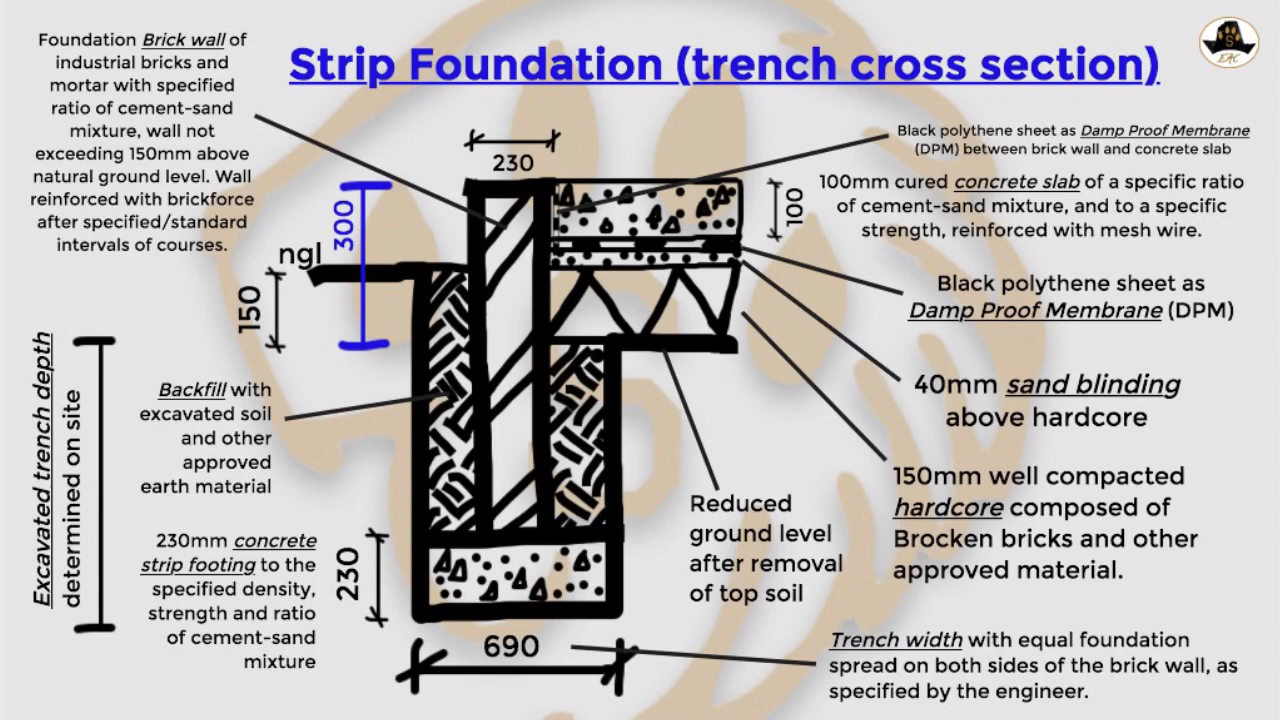 Strip Foundation (trench cross section)
S
EAC
Foundation Brick wall of
industrial bricks and
mortar with specified
ratio of cement-sand
mixture, wall not
exceeding 150mm above
natural ground level. Wall
reinforced with brickforce
after specified/standard
intervals of courses.
230
Black polythene sheet as Damp Proof Membrane
(DPM) between brick wall and concrete slab
100mm cured concrete slab of a specific ratio
of cement-sand mixture, and to a specific
strength, reinforced with mesh wire.
100
300
ngl
150
Black polythene sheet as
Damp Proof Membrane (DPM)
40mm sand blinding
above hardcore
Excavated trench depth
determined on site
Backfill with
excavated soil
and other
approved
earth material
150mm well compacted
hardcore composed of
Brocken bricks and other
approved material.
Reduced
ground level
after removal
of top soil
230mm concrete
strip footing to the
specified density,
strength and ratio
of cement-sand
mixture
230
690
Trench width with equal foundation
spread on both sides of the brick wall, as
specified by the engineer.